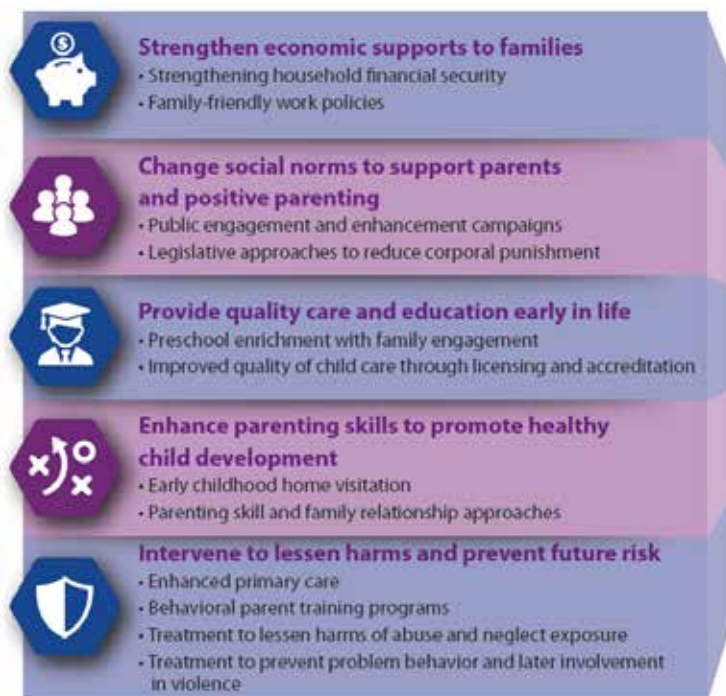 $
Strengthen economic supports to families
• Strengthening household financial security
• Family-friendly work policies
Change social norms to support parents
and positive parenting
• Public engagement and enhancement campaigns
• Legislative approaches to reduce corporal punishment
Provide quality care and education early in life
• Preschool enrichment with family engagement
• Improved quality of child care through licensing and accreditation
Enhance parenting skills to promote healthy
child development
• Early childhood home visitation
• Parenting skill and family relationship approaches
Intervene to lessen harms and prevent future risk
• Enhanced primary care
• Behavioral parent training programs
• Treatment to lessen harms of abuse and neglect exposure
• Treatment to prevent problem behavior and later involvement
in violence